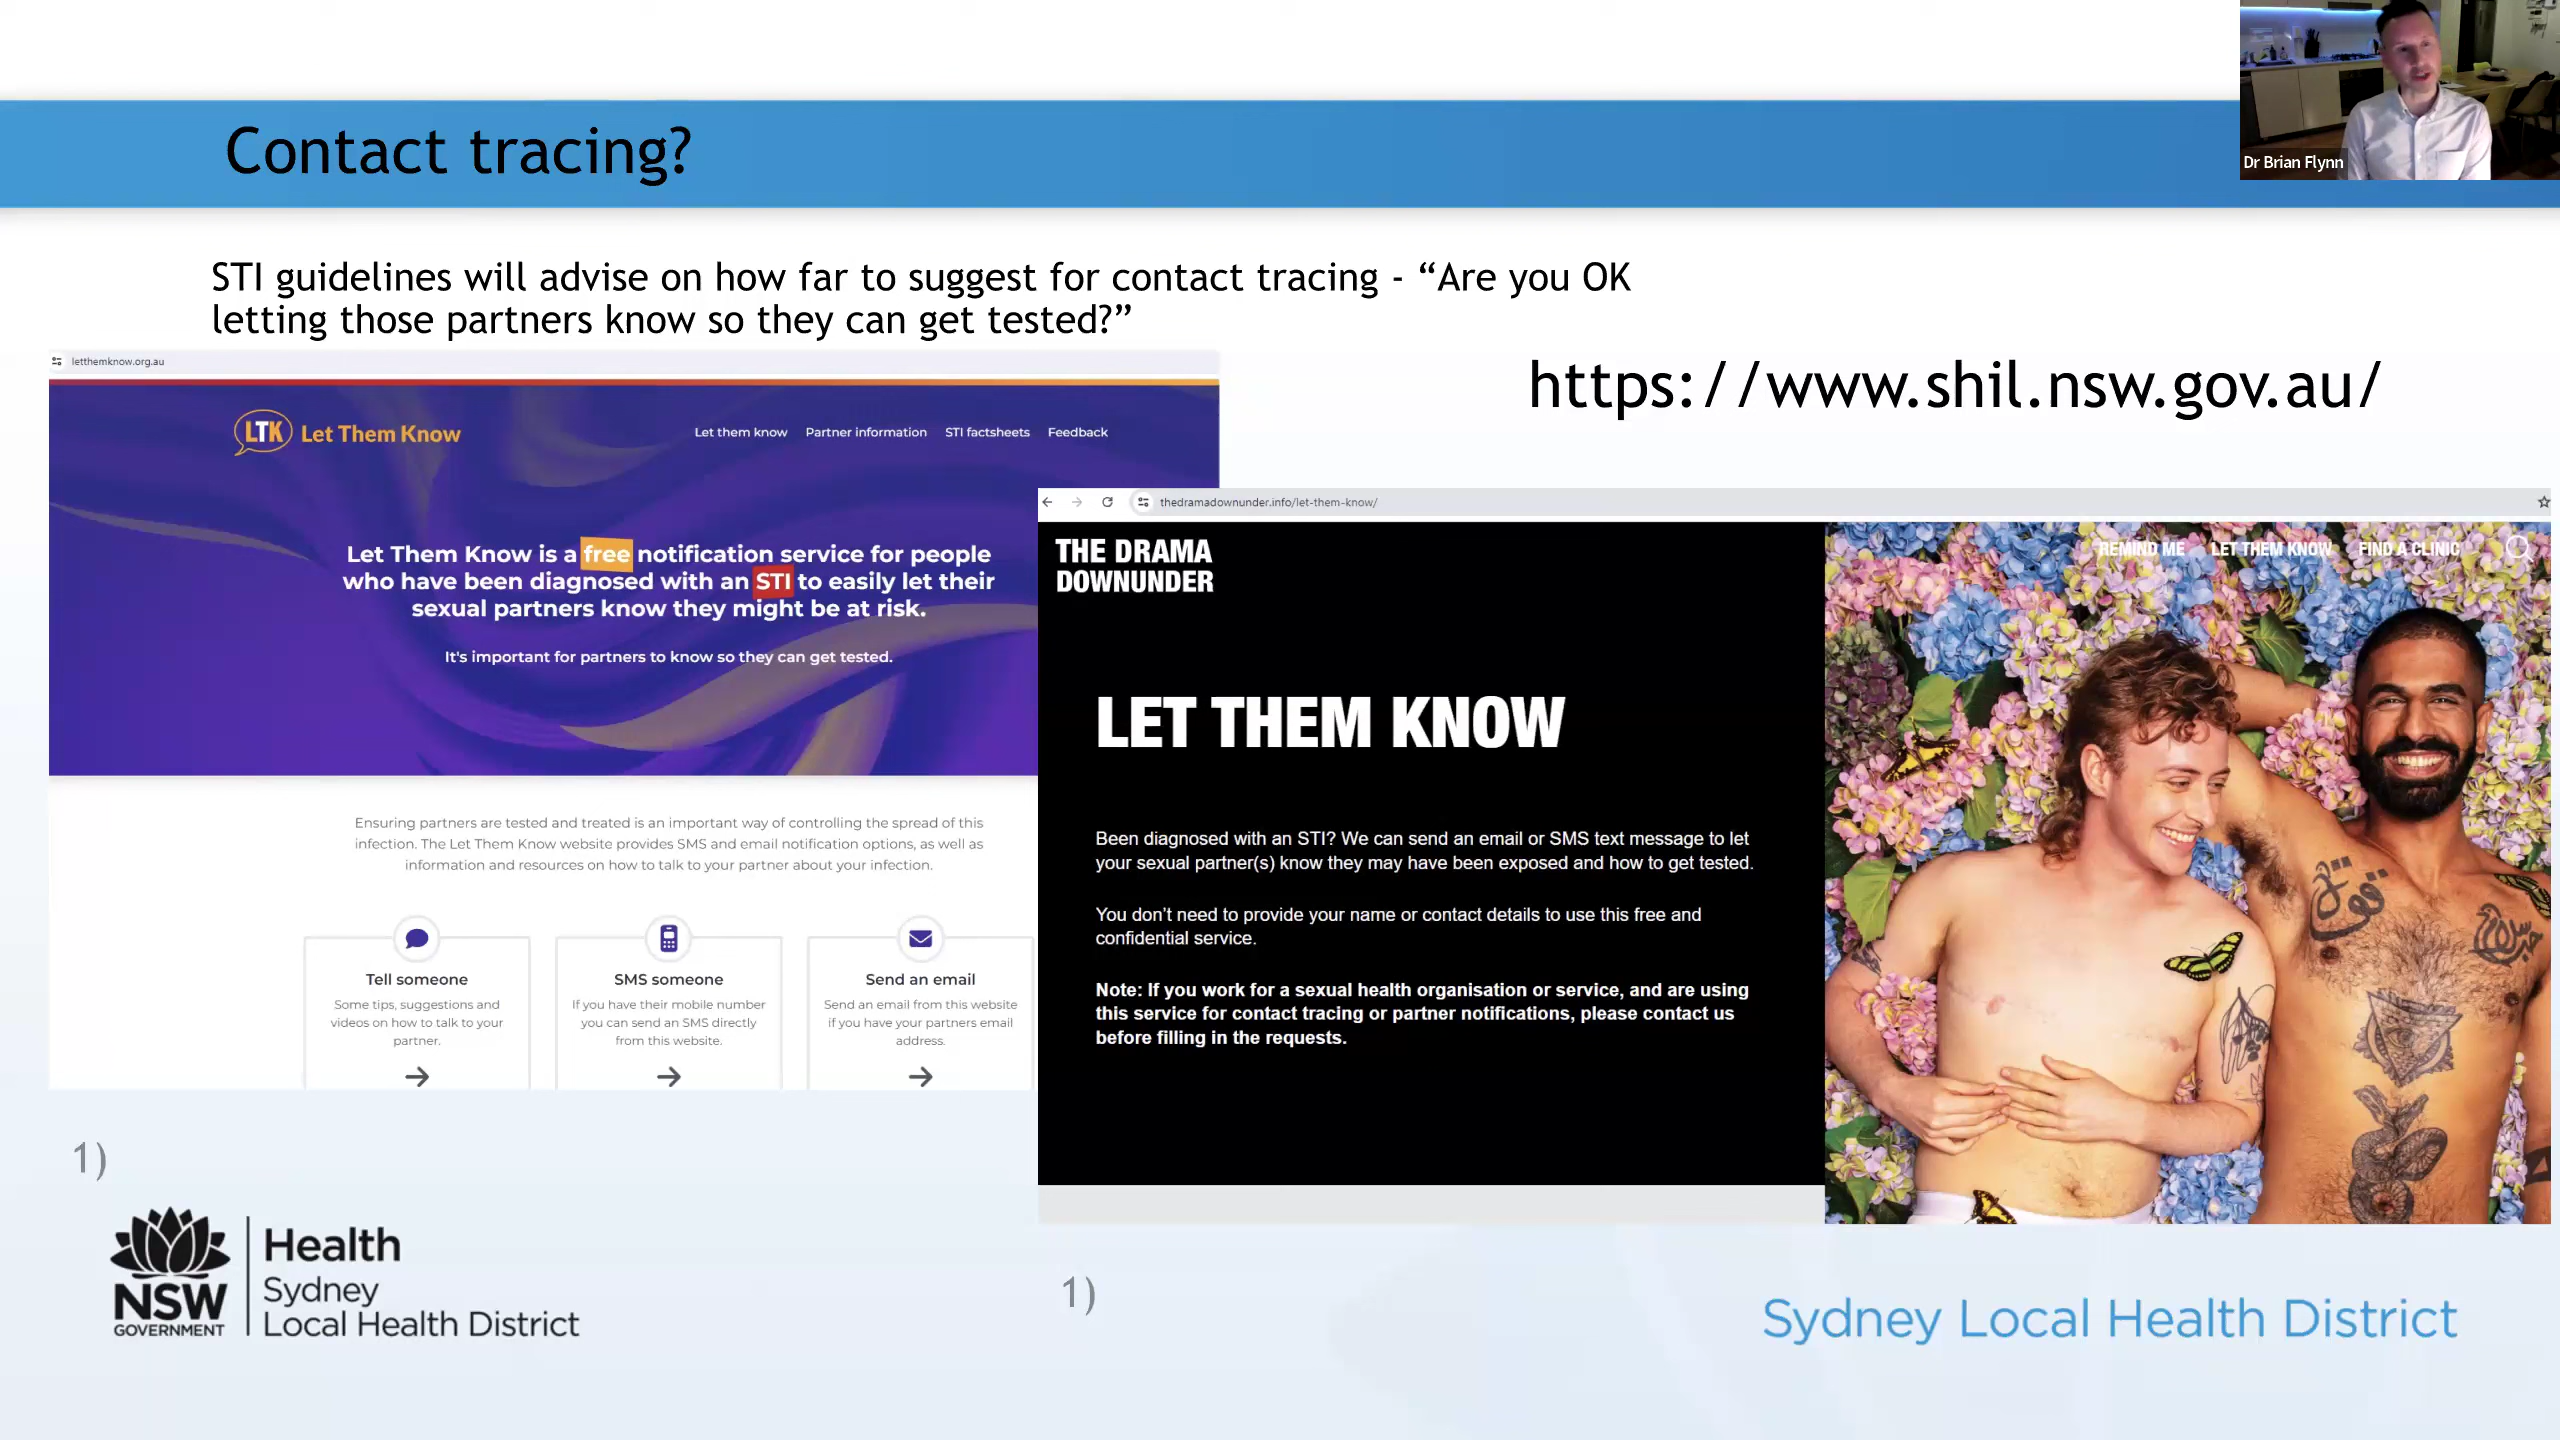 Contact tracing?
Dr Brian Flynn
STI guidelines will advise on how far to suggest for contact tracing - “Are you OK
letting those partners know so they can get tested?”
https://www.shil.nsw.gov.au/
letthemknow.org.au
LTK Let Them Know
Let them know Partner information STI factsheets Feedback
Let Them Know is a free notification service for people
who have been diagnosed with an STI to easily let their
sexual partners know they might be at risk.
It's important for partners to know so they can get tested.
Ensuring partners are tested and treated is an important way of controlling the spread of this
infection. The Let Them Know website provides SMS and email notification options, as well as
information and resources on how to talk to your partner about your infection.
Tell someone
Some tips, suggestions and
videos on how to talk to your
partner.
SMS someone
If you have their mobile number
you can send an SMS directly
from this website.
Send an email
Send an email from this website
if you have your partners email
address.
thedramadownunder.info/let-them-know/
THE DRAMA
DOWNUNDER
REMIND ME LET THEM KNOW FIND A CLINIC
LET THEM KNOW
Been diagnosed with an STI? We can send an email or SMS text message to let
your sexual partner(s) know they may have been exposed and how to get tested.
You don’t need to provide your name or contact details to use this free and
confidential service.
Note: If you work for a sexual health organisation or service, and are using
this service for contact tracing or partner notifications, please contact us
before filling in the requests.
1)
1)
NSW
GOVERNMENT
Health
Sydney
Local Health District
Sydney Local Health District